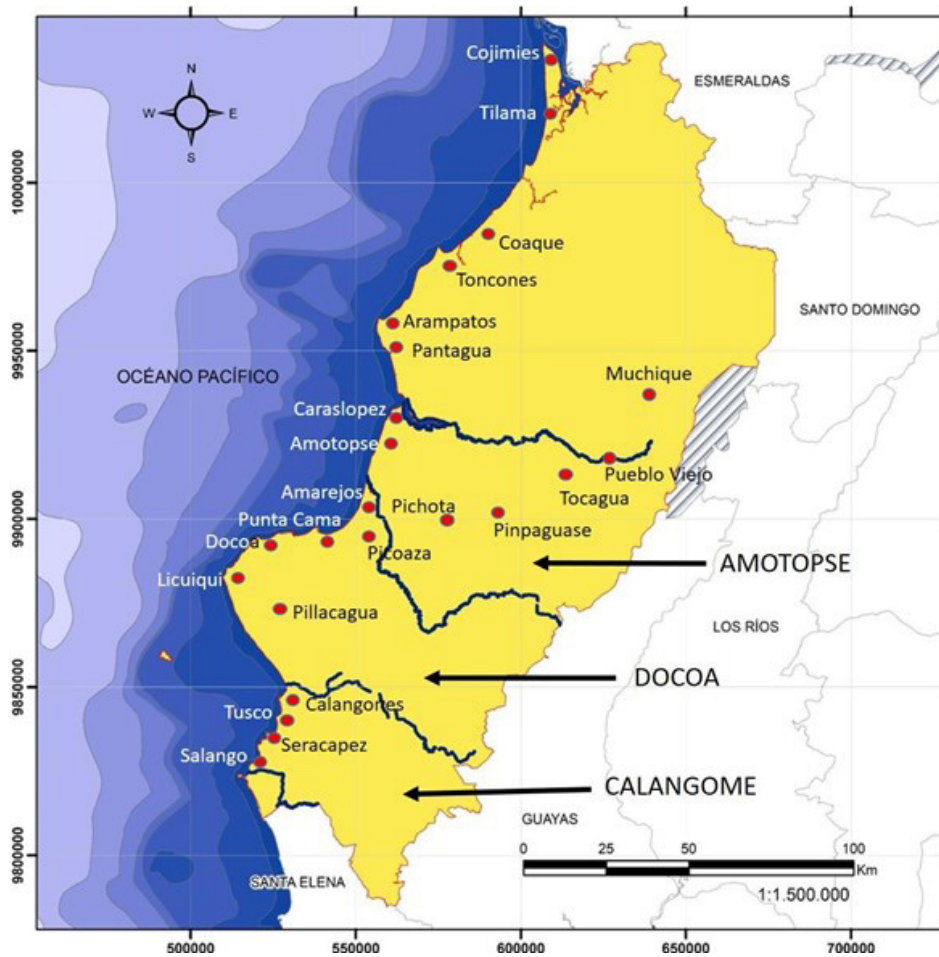 Cojimies
ESMERALDAS
N
W E
S
Tilama
10000000
Coaque
Toncones
SANTO DOMINGO
Arampatos
9950000
Pantagua
OCÉANO PACÍFICO
Muchique
Caraslopez
Amotopse
Pueblo Viejo
Tocagua
Amarejos
Pichota
9900000
Punta Cama
Pinpaguase
Docoa
Picoaza
AMOTOPSE
Licuiqui
Pillacagua
LOS RÍOS
DOCOA
9850000
Calangones
Tusco
Seracapez
Salango
CALANGOME
GUAYAS
0 25 50 100
Km
9800000
SANTA ELENA
1:1.500.000
500000 550000 600000 650000 700000